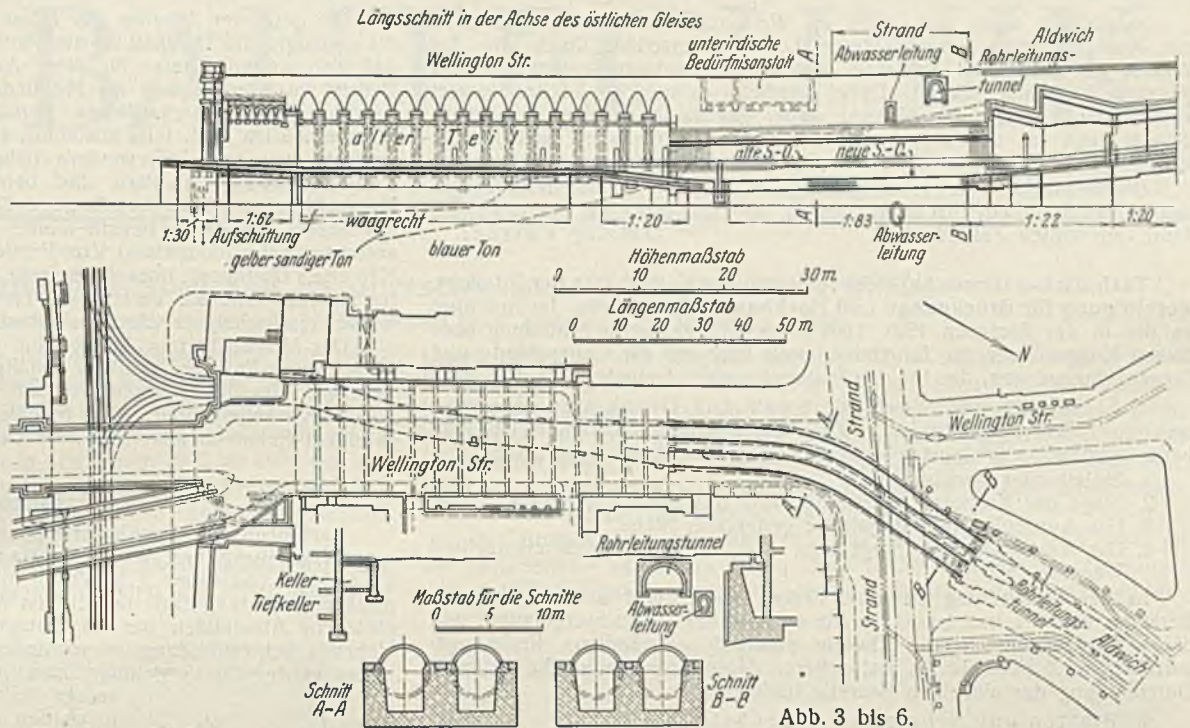 Längsschnitt in der Achse des östlichen Gleises
Wellington Str.
unterirdische
Bedürfnisanstalt
A
Strand
Abwasserleitung
B
Aldwich
Rohrleitungs-
tunnel
alter Teil
alte S.-O.
neue S.-O.
1:30
1:62
Aufschüttung
waagrecht
gelber sandiger Ton
blauer Ton
1:20
A
1:83
Abwasser-
leitung
B
1:22
1:20
Höhenmaßstab
0 10 20 30 m
Längenmaßstab
0 10 20 30 40 50 m
N
Strand
Wellington Str.
A
Wellington Str.
B
A
Rohrleitungstunnel
Keller
Tiefkeller
Maßstab für die Schnitte
0 5 10 m
Abwasser-
leitung
Strand
B
Rohrleitungs-
tunnel
Aldwich
Schnitt
A-A
Schnitt
B-B
Abb. 3 bis 6.